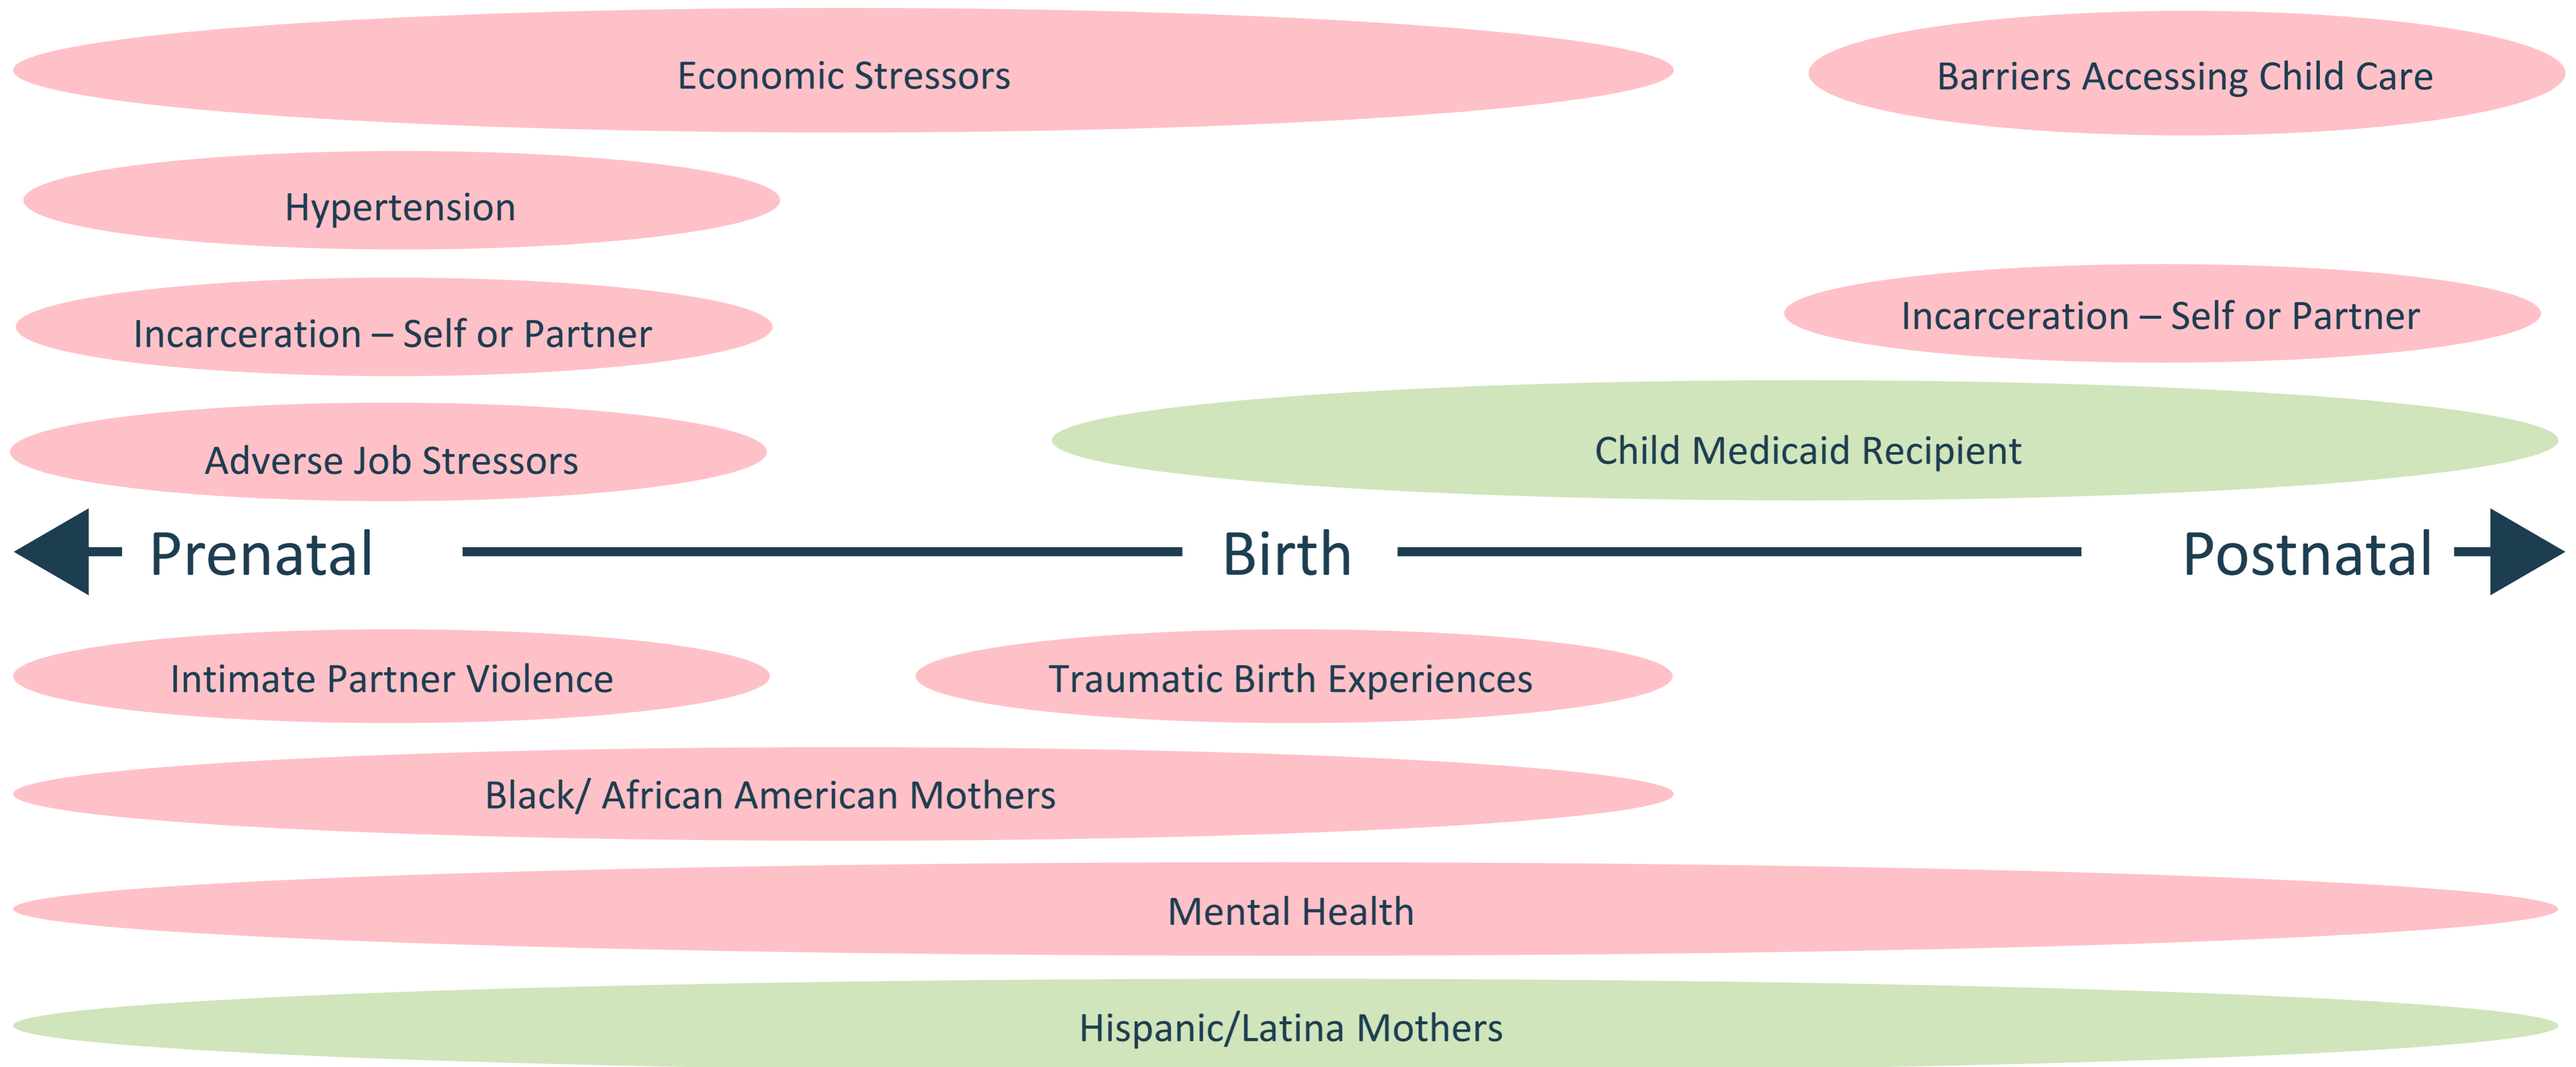 Economic Stressors
Barriers Accessing Child Care
Hypertension
Incarceration – Self or Partner
Incarceration – Self or Partner
Adverse Job Stressors
Child Medicaid Recipient
Prenatal
Birth
Postnatal
Intimate Partner Violence
Traumatic Birth Experiences
Black/ African American Mothers
Mental Health
Hispanic/Latina Mothers